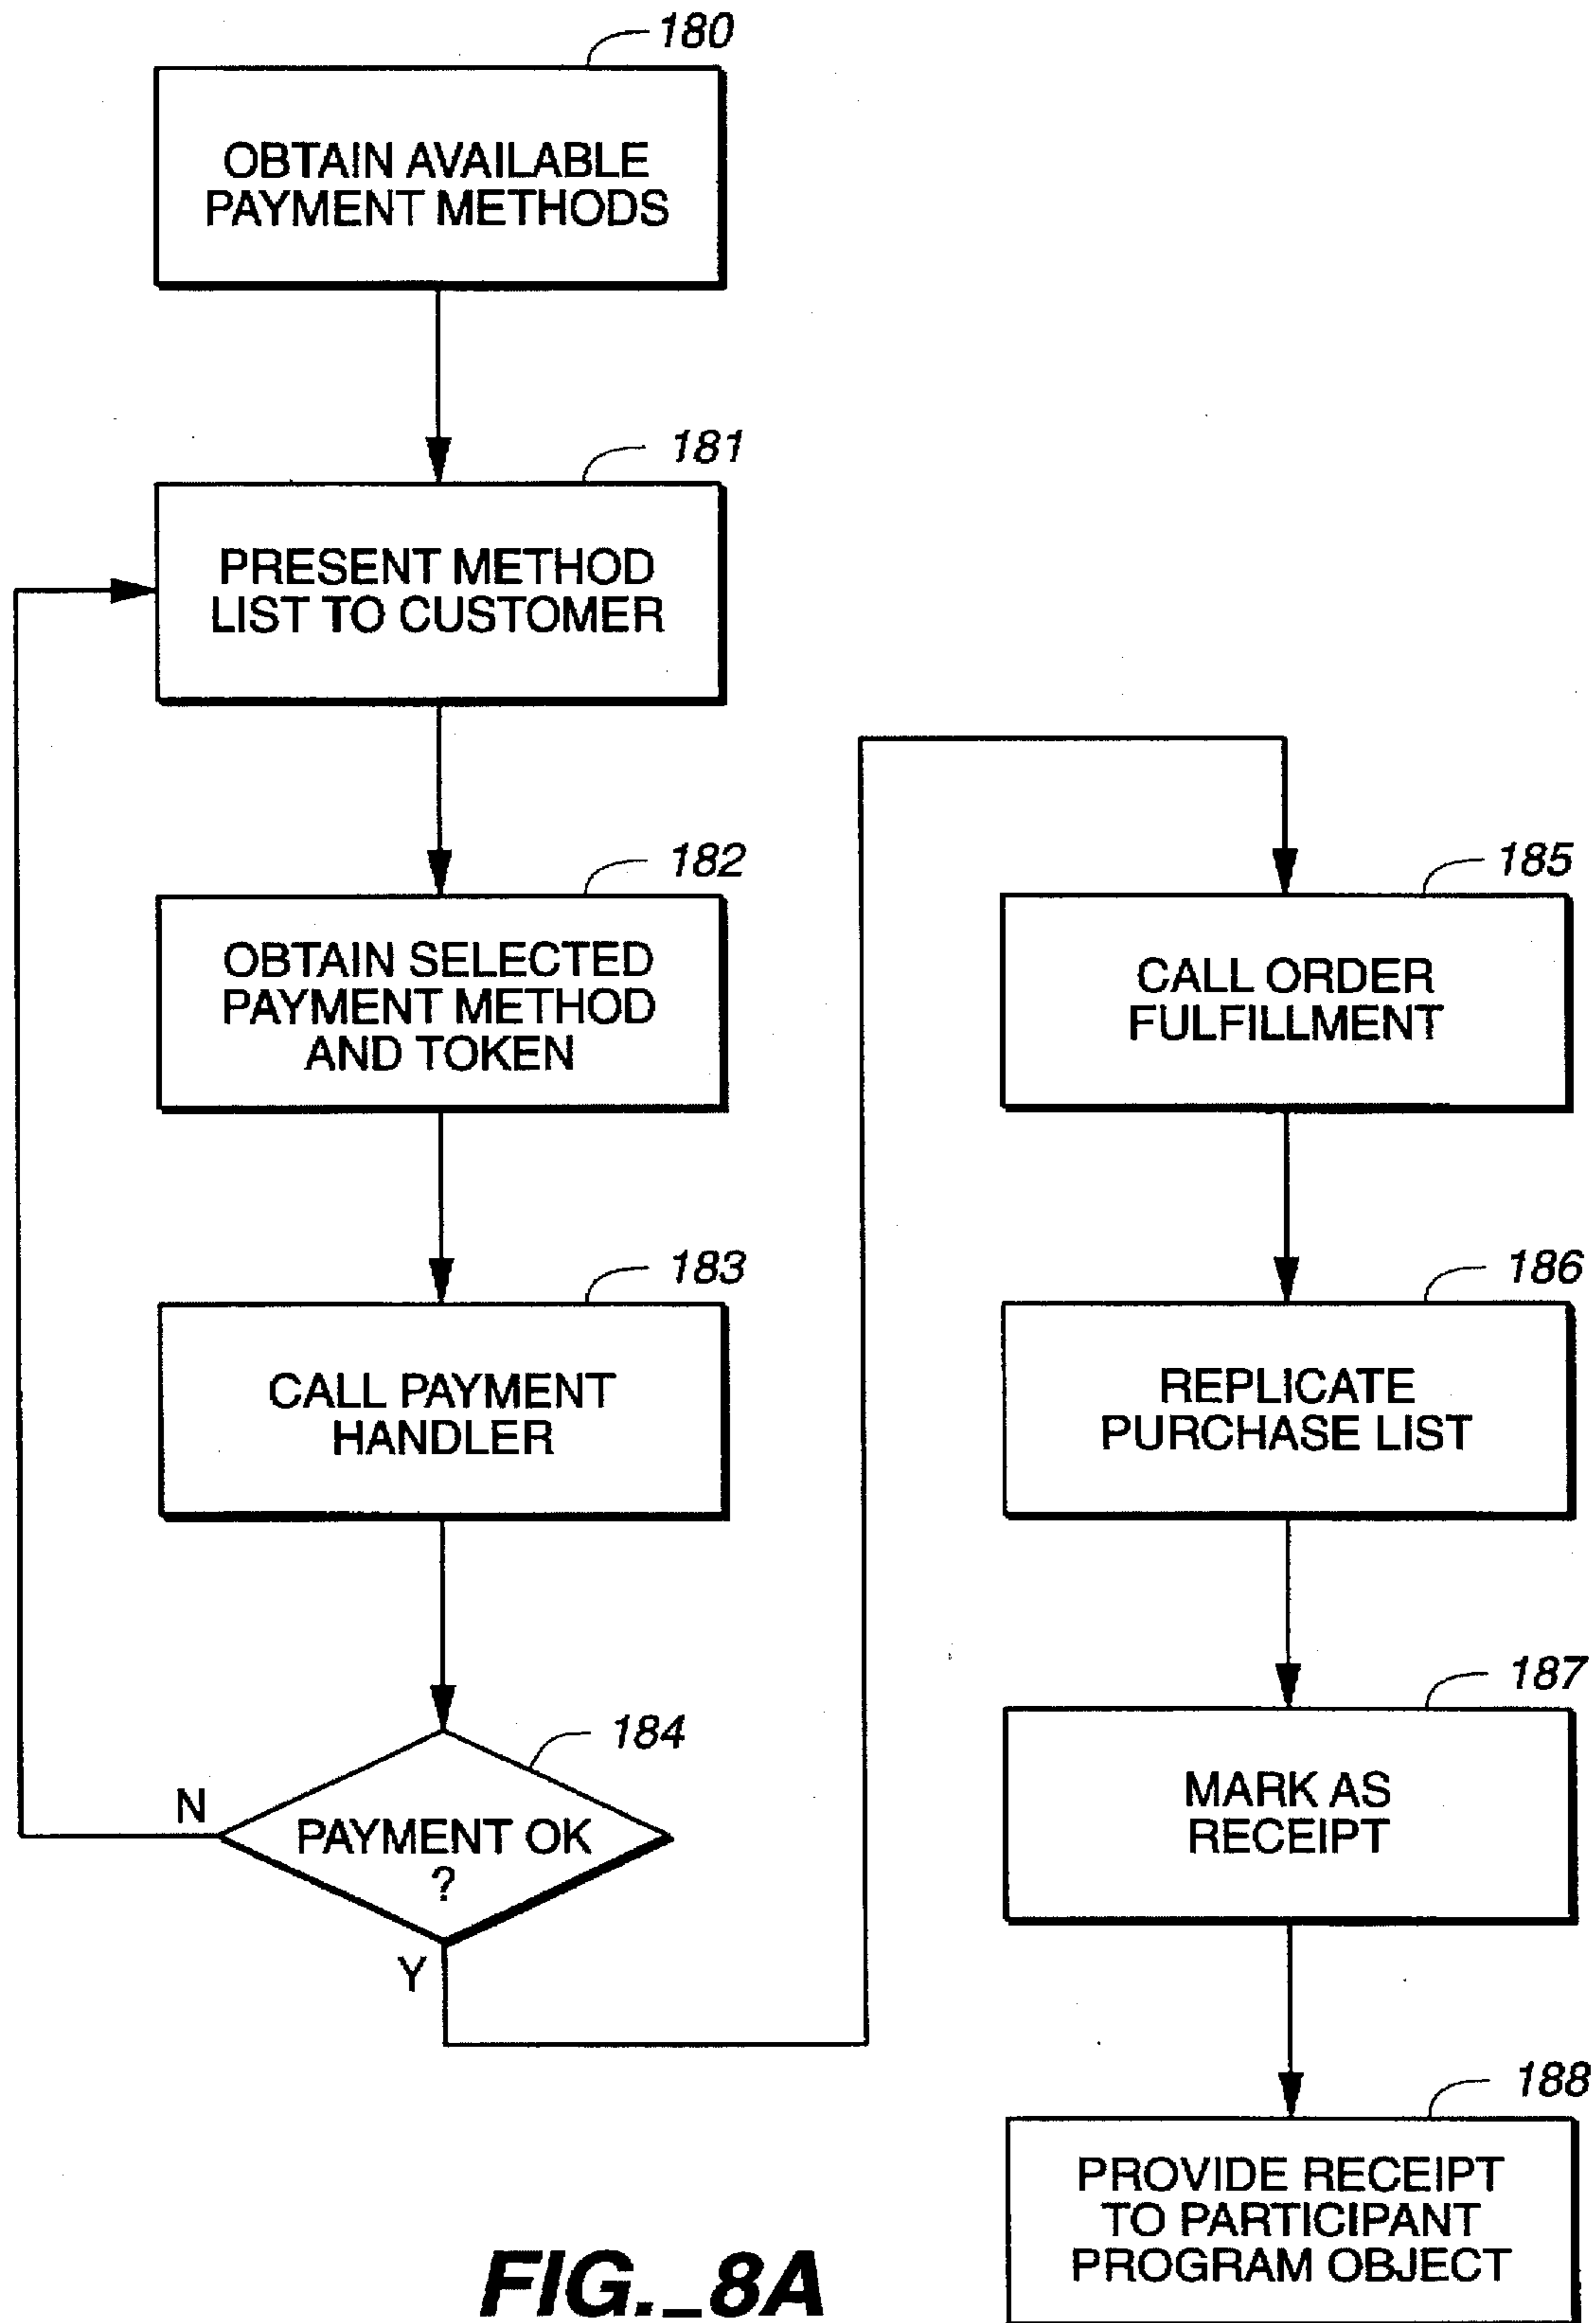 180
OBTAIN AVAILABLE
PAYMENT METHODS
181
PRESENT METHOD
LIST TO CUSTOMER
182
OBTAIN SELECTED
PAYMENT METHOD
AND TOKEN
183
CALL PAYMENT
HANDLER
184
N
PAYMENT OK
?
Y
185
CALL ORDER
FULFILLMENT
186
REPLICATE
PURCHASE LIST
187
MARK AS
RECEIPT
188
PROVIDE RECEIPT
TO PARTICIPANT
PROGRAM OBJECT
FIG._8A